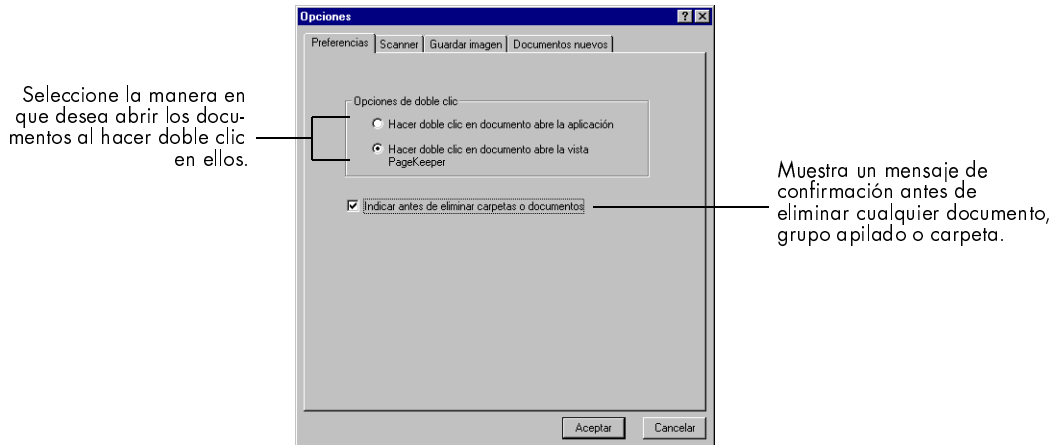 Opciones
Preferencias Scanner Guardar imagen Documentos nuevos
Seleccione la manera en
que desea abrir los docu-
mentos al hacer doble clic
en ellos.
Opciones de doble clic
Hacer doble clic en documento abre la aplicación
Hacer doble clic en documento abre la vista
PageKeeper
Indicar antes de eliminar carpetas o documentos
Muestra un mensaje de
confirmación antes de
eliminar cualquier documento,
grupo apilado o carpeta.
Aceptar Cancelar